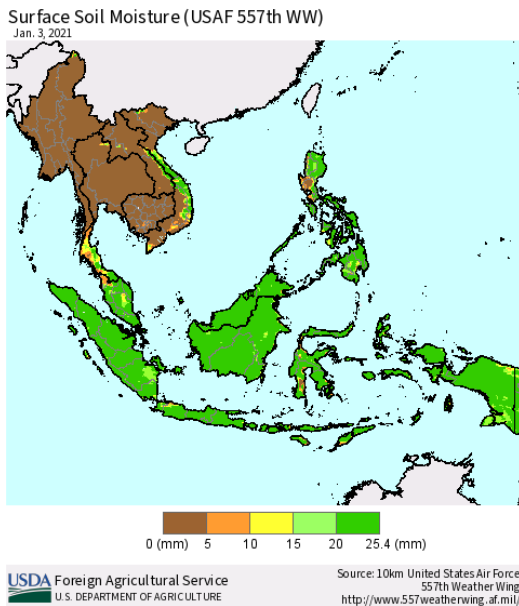 Surface Soil Moisture (USAF 557th WW)
Jan. 3, 2021
0 (mm) 5 10 15 20 25.4 (mm)
USDA Foreign Agricultural Service
U.S. DEPARTMENT OF AGRICULTURE
Source: 10km United States Air Force
557th Weather Wing
http://www.557weatherwing.af.mil/